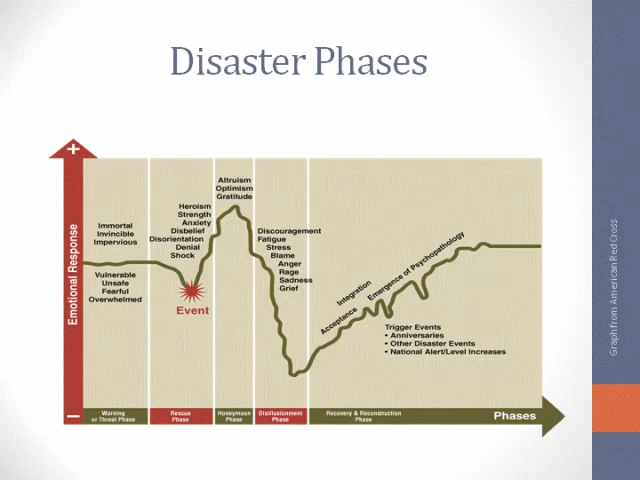 Disaster Phases
+
Emotional Response
–
Immortal
Invincible
Impervious
Vulnerable
Unsafe
Fearful
Overwhelmed
Heroism
Strength
Anxiety
Disbelief
Disorientation
Denial
Shock
Event
Altruism
Optimism
Gratitude
Discouragement
Fatigue
Stress
Blame
Anger
Rage
Sadness
Grief
Acceptance
Integration
Emergence of Psychopathology
Trigger Events
• Anniversaries
• Other Disaster Events
• National Alert/Level Increases
Warning
or Threat Phase
Rescue
Phase
Honeymoon
Phase
Disillusionment
Phase
Recovery & Reconstruction
Phase
Phases
Graph from American Red Cross